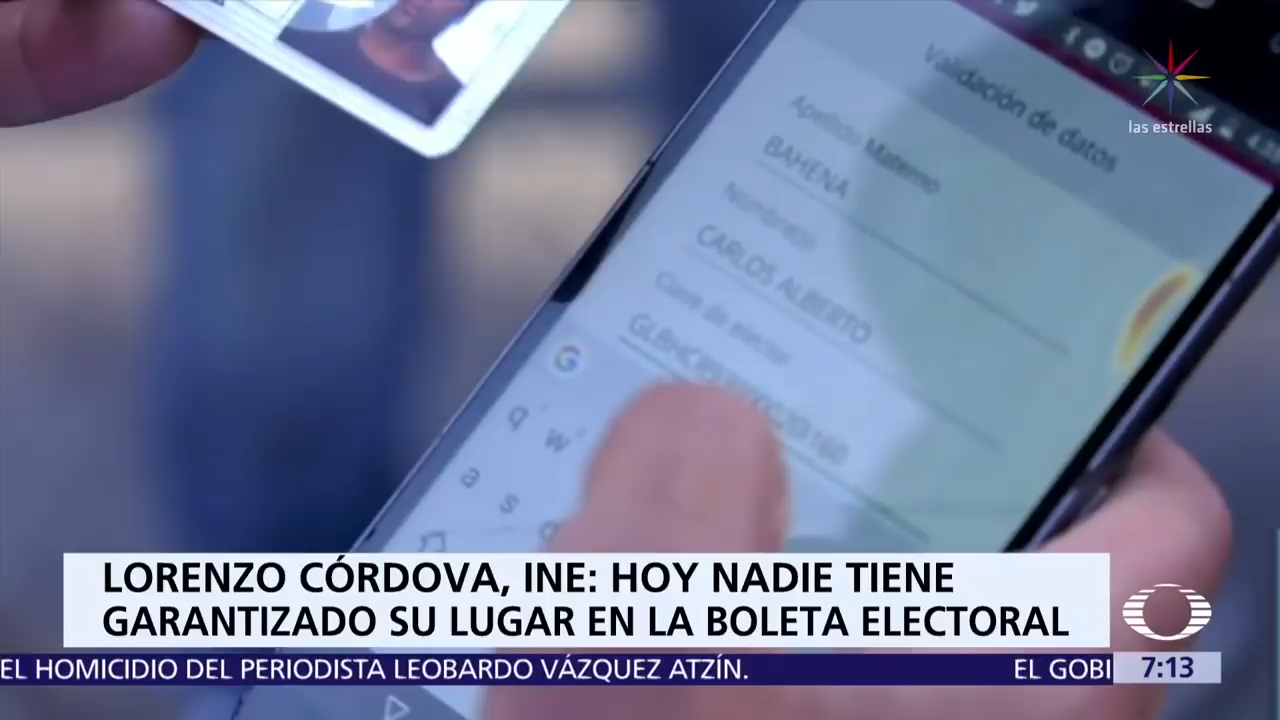 las estrellas
Validación de datos
Apellido Materno
BAHENA
Nombre(s)
CARLOS ALBERTO
Clave de elector
G
q w
a s
LORENZO CÓRDOVA, INE: HOY NADIE TIENE
GARANTIZADO SU LUGAR EN LA BOLETA ELECTORAL
EL HOMICIDIO DEL PERIODISTA LEOBARDO VÁZQUEZ ATZÍN. EL GOBI
7:13